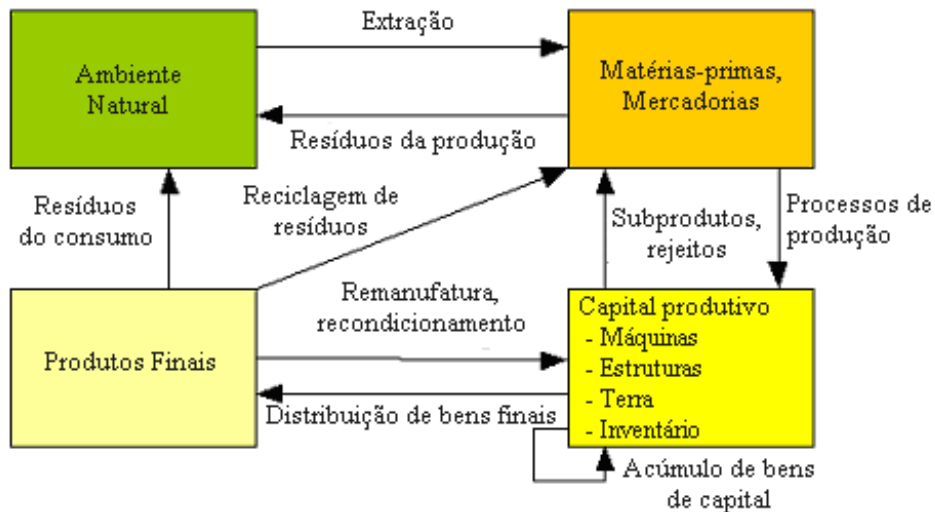 Extração
Ambiente
Natural
Matérias-primas,
Mercadorias
Resíduos da produção
Resíduos
do consumo
Reciclagem de
resíduos
Subprodutos,
rejeitos
Processos de
produção
Produtos Finais
Remanufatura,
recondicionamento
Capital produtivo
- Máquinas
- Estruturas
- Terra
- Inventário
Distribuição de bens finais
Acúmulo de bens
de capital